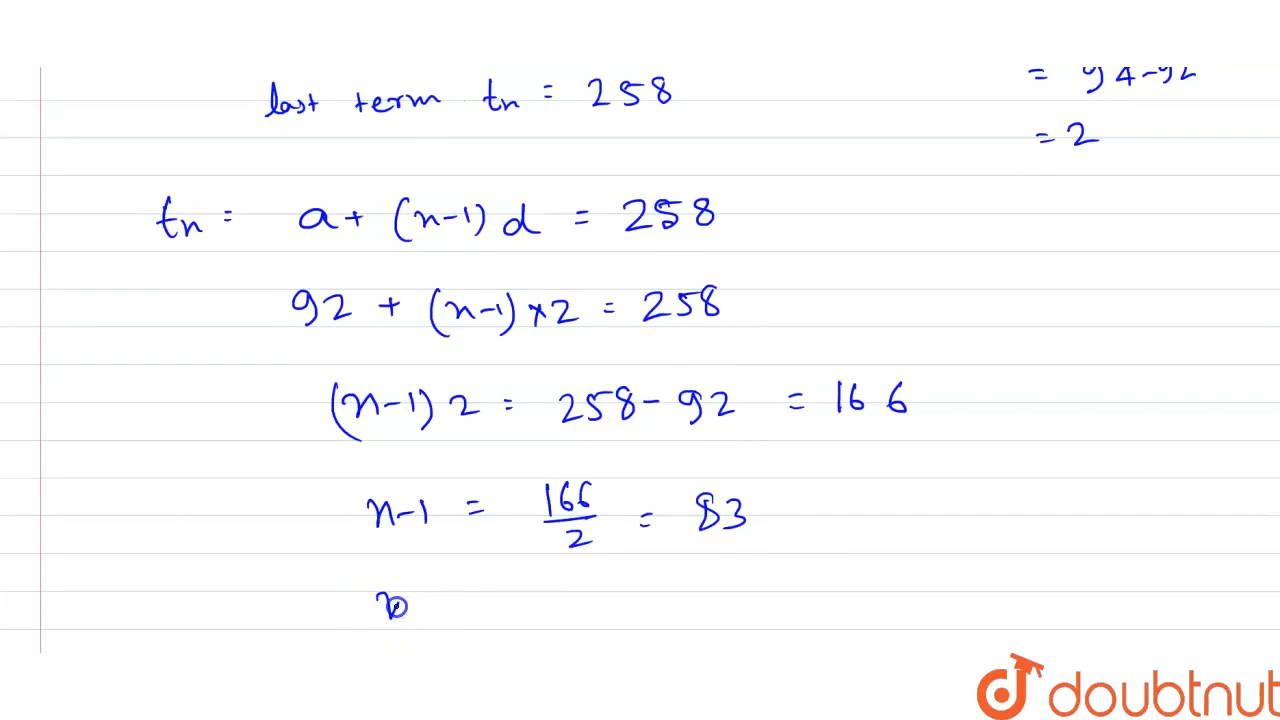 last term tn = 258
= 94-92
= 2
tn = a + (n-1) d = 258
92 + (n-1) × 2 = 258
(n-1) 2 = 258 - 92 = 166
n-1 = 166/2 = 83
doubtnut